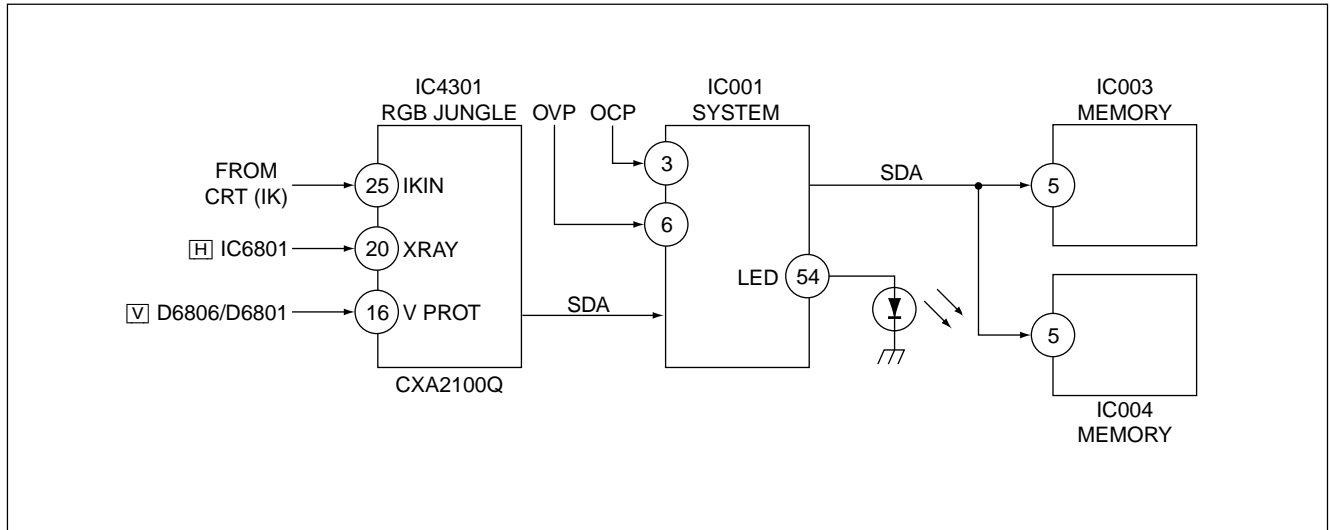 IC4301
RGB JUNGLE
OVP
OCP
IC001
SYSTEM
IC003
MEMORY
FROM
CRT (IK)
25
IKIN
H IC6801
20
XRAY
V D6806/D6801
16
V PROT
CXA2100Q
SDA
3
6
LED
54
SDA
5
5
IC004
MEMORY